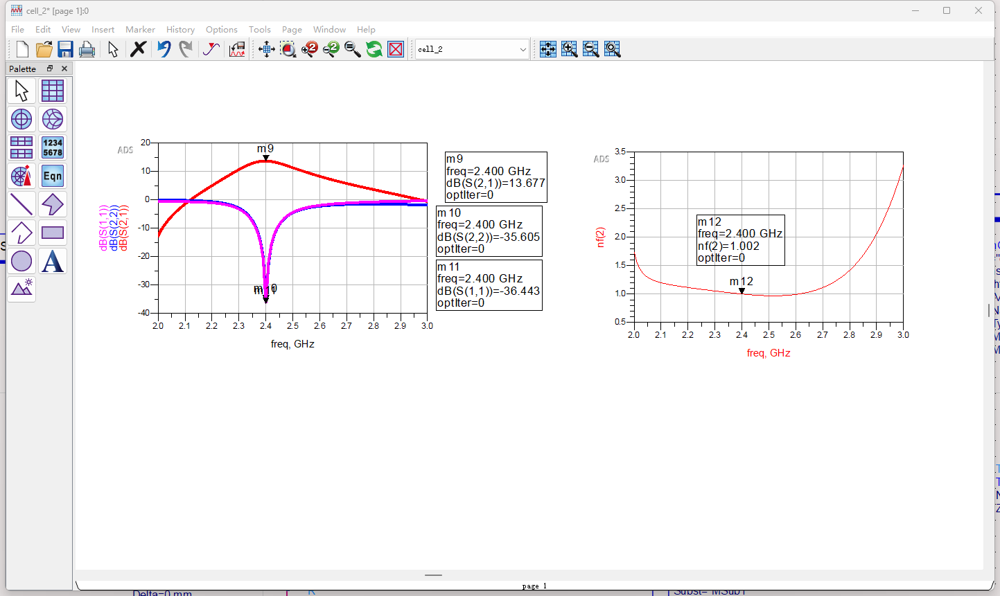 cell_2* [page 1]:0
File Edit View Insert Marker History Options Tools Page Window Help
cell_2
Palette
1234
5678
Eqn
A
ADS
m9
20
10
0
-10
-20
-30
-40
dB(S(1,1))
dB(S(2,2))
dB(S(2,1))
2.0 2.1 2.2 2.3 2.4 2.5 2.6 2.7 2.8 2.9 3.0
freq, GHz
m9
freq=2.400 GHz
dB(S(2,1))=13.677
optIter=0
m10
freq=2.400 GHz
dB(S(2,2))=-35.605
optIter=0
m11
freq=2.400 GHz
dB(S(1,1))=-36.443
optIter=0
ADS
3.5
3.0
2.5
2.0
1.5
1.0
0.5
nf(2)
m12
freq=2.400 GHz
nf(2)=1.002
optIter=0
m12
2.0 2.1 2.2 2.3 2.4 2.5 2.6 2.7 2.8 2.9 3.0
freq, GHz
page 1
Delta=0 mm
R
Subst="MSub1"